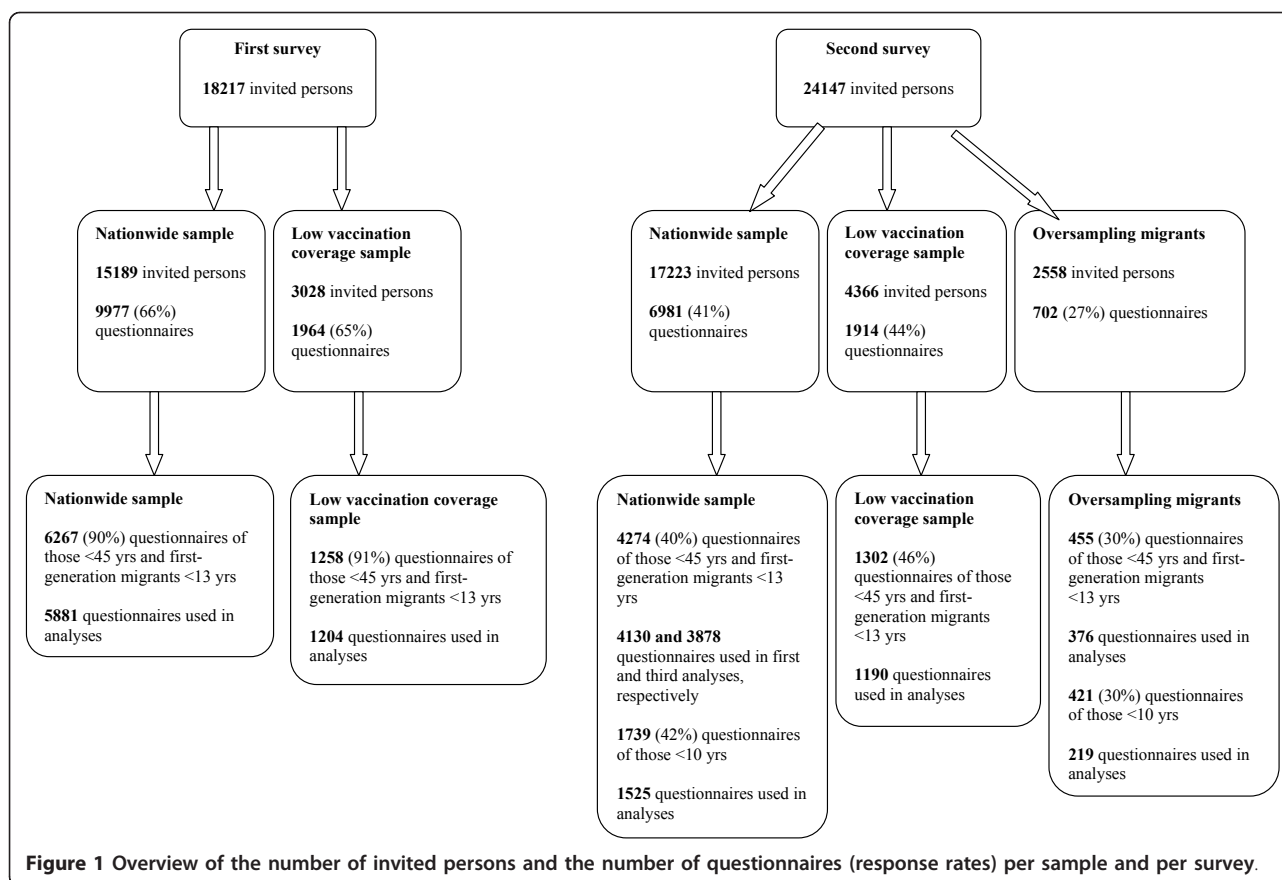 First survey
18217 invited persons
Second survey
24147 invited persons
Nationwide sample
15189 invited persons
9977 (66%)
questionnaires
Low vaccination
coverage sample
3028 invited persons
1964 (65%)
questionnaires
Nationwide sample
17223 invited persons
6981 (41%)
questionnaires
Low vaccination
coverage sample
4366 invited persons
1914 (44%)
questionnaires
Oversampling migrants
2558 invited persons
702 (27%) questionnaires
Nationwide sample
6267 (90%) questionnaires of
those <45 yrs and first-
generation migrants <13 yrs
5881 questionnaires used in
analyses
Low vaccination coverage
sample
1258 (91%) questionnaires of
those <45 yrs and first-
generation migrants <13 yrs
1204 questionnaires used in
analyses
Nationwide sample
4274 (40%) questionnaires
of those <45 yrs and first-
generation migrants <13
yrs
4130 and 3878
questionnaires used in first
and third analyses,
respectively
1739 (42%) questionnaires
of those <10 yrs
1525 questionnaires used in
analyses
Low vaccination
coverage sample
1302 (46%)
questionnaires of those
<45 yrs and first-
generation migrants
<13 yrs
1190 questionnaires
used in analyses
Oversampling migrants
455 (30%) questionnaires
of those <45 yrs and first-
generation migrants
<13 yrs
376 questionnaires used in
analyses
421 (30%) questionnaires
of those <10 yrs
219 questionnaires used in
analyses
Figure 1 Overview of the number of invited persons and the number of questionnaires (response rates) per sample and per survey.